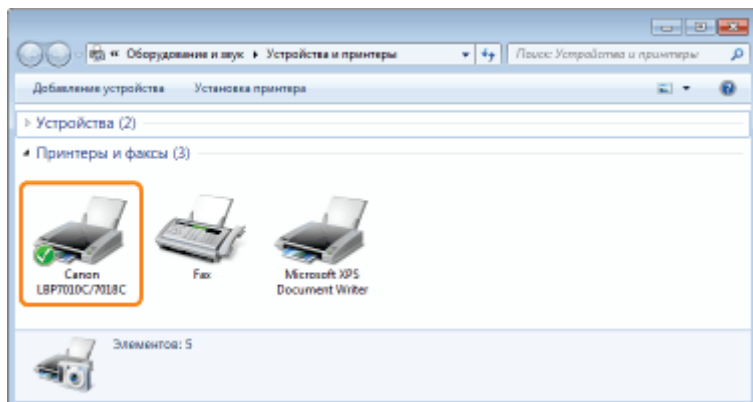 « Оборудование и звук ▸ Устройства и принтеры
Поиск: Устройства и принтеры
Добавление устройства Установка принтера
Устройства (2)
Принтеры и факсы (3)
Canon
LBP7010C/7018C
Fax
Microsoft XPS
Document Writer
Элементов: 5